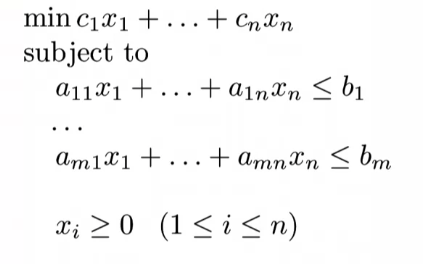 min c₁x₁ + . . . + cₙxₙ
subject to
a₁₁x₁ + . . . + a₁ₙxₙ ≤ b₁
. . .
aₘ₁x₁ + . . . + aₘₙxₙ ≤ bₘ
xᵢ ≥ 0 (1 ≤ i ≤ n)